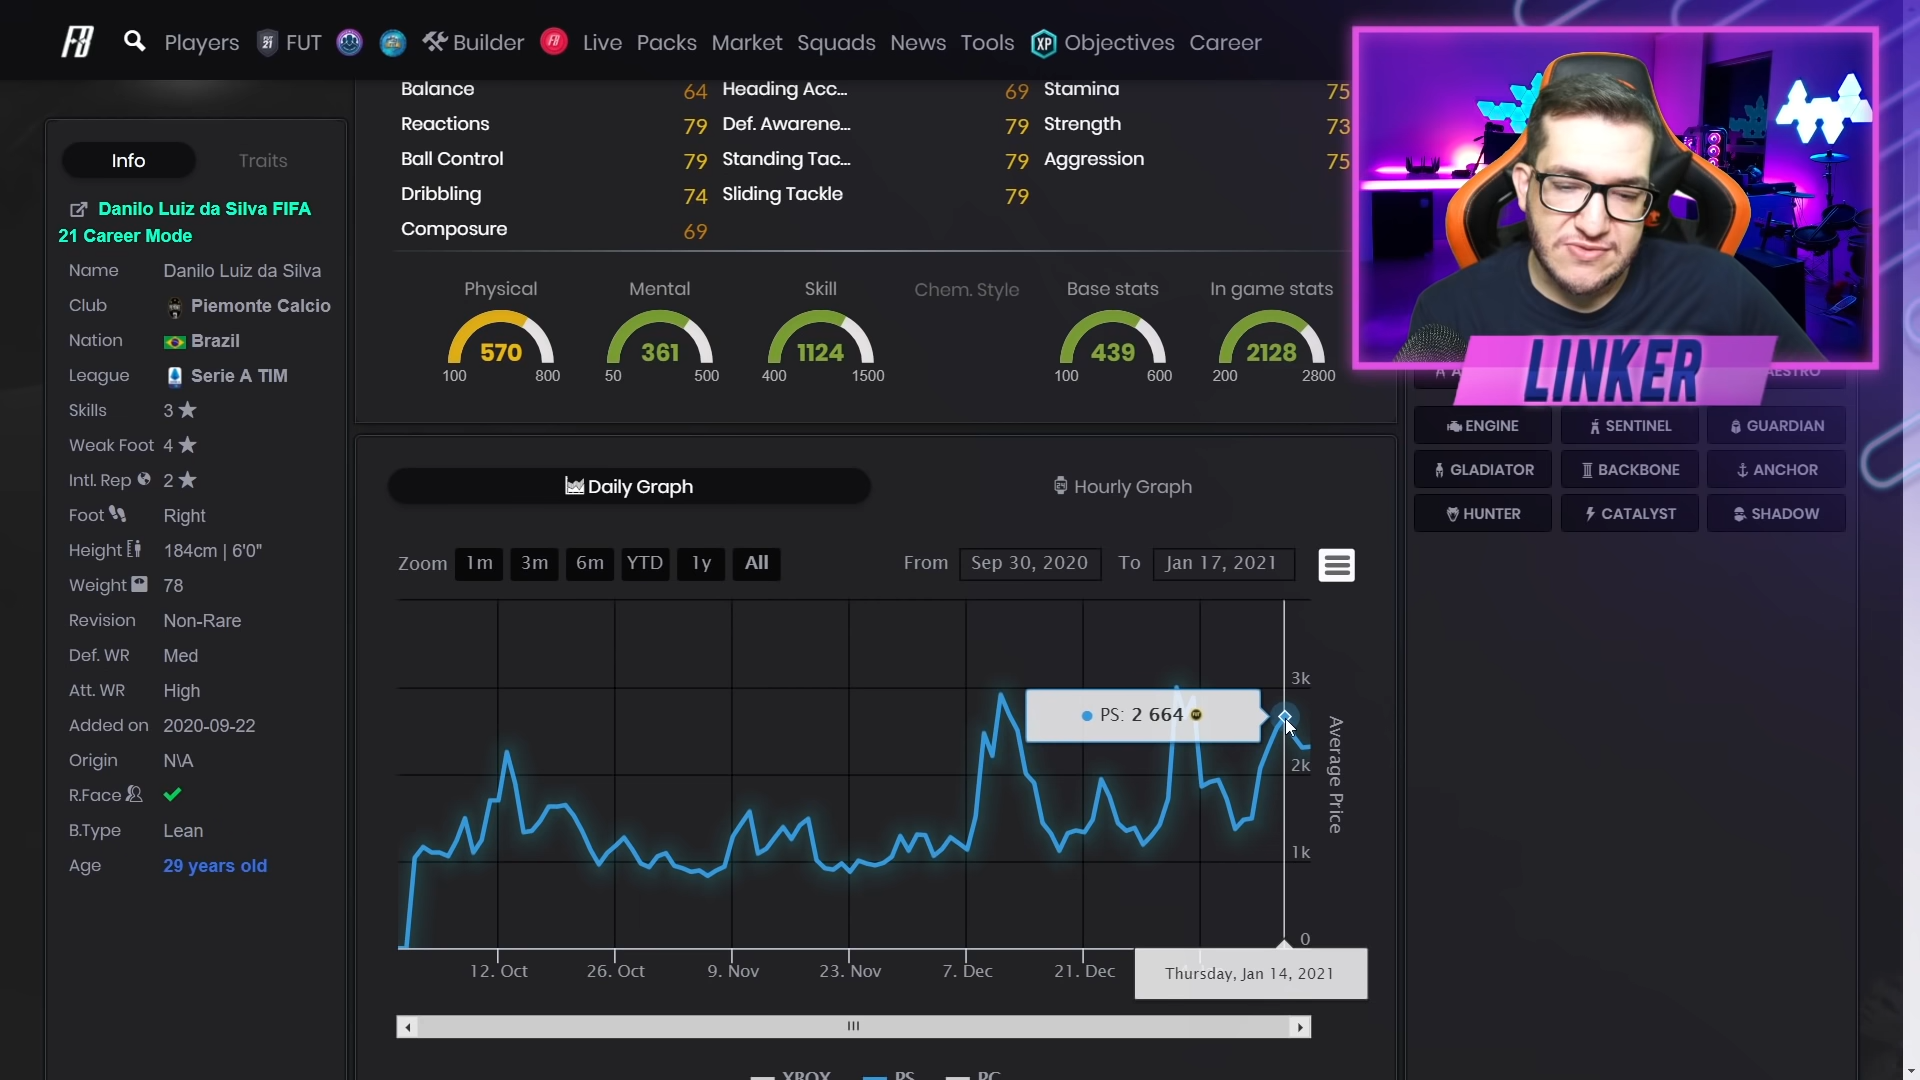 Players FUT 21 FUT Builder FB Live Packs Market Squads News Tools XP Objectives Career
Balance 64 Heading Acc... 69 Stamina 75
Reactions 79 Def. Awarene... 79 Strength 73
Ball Control 79 Standing Tac... 79 Aggression 75
Dribbling 74 Sliding Tackle 79
Composure 69
Info Traits
Danilo Luiz da Silva FIFA
21 Career Mode
Name Danilo Luiz da Silva
Club Piemonte Calcio
Nation Brazil
League Serie A TIM
Skills 3
Weak Foot 4
Intl. Rep 2
Foot Right
Height 184cm | 6'0"
Weight 78
Revision Non-Rare
Def. WR Med
Att. WR High
Added on 2020-09-22
Origin N\A
R.Face
B.Type Lean
Age 29 years old
Physical Mental Skill Chem. Style Base stats In game stats
570 361 1124 439 2128
100 800 50 500 400 1500 100 600 200 2800
LINKER
ENGINE SENTINEL GUARDIAN
GLADIATOR BACKBONE ANCHOR
HUNTER CATALYST SHADOW
Daily Graph Hourly Graph
Zoom 1m 3m 6m YTD 1y All From Sep 30, 2020 To Jan 17, 2021
3k
PS: 2 664
2k
Average Price
1k
0
12. Oct 26. Oct 9. Nov 23. Nov 7. Dec 21. Dec
Thursday, Jan 14, 2021
XBOX PS PC